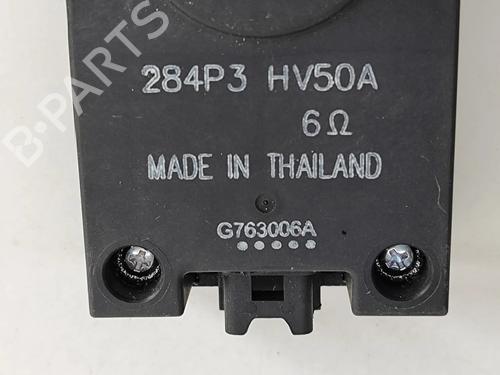 B-PARTS
284P3 HV50A
6Ω
MADE IN THAILAND
G763006A